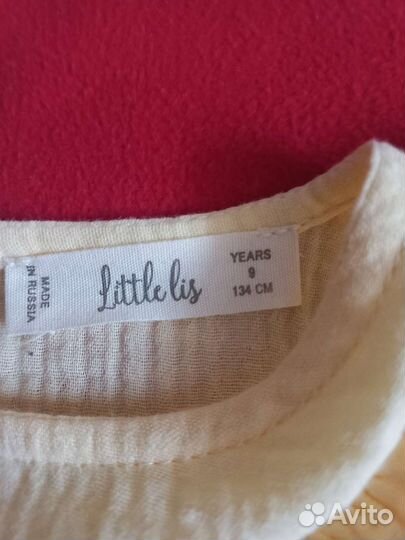 MADE
IN RUSSIA
Little lis
YEARS
9
134 CM
Avito